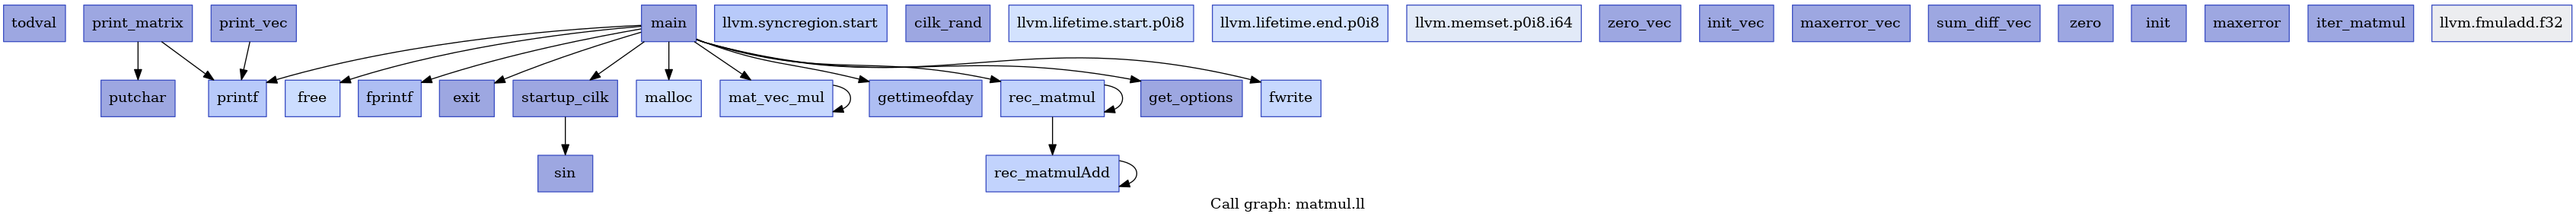 todval
print_matrix
print_vec
main
llvm.syncregion.start
cilk_rand
llvm.lifetime.start.p0i8
llvm.lifetime.end.p0i8
llvm.memset.p0i8.i64
zero_vec
init_vec
maxerror_vec
sum_diff_vec
zero
init
maxerror
iter_matmul
llvm.fmuladd.f32
putchar
printf
free
fprintf
exit
startup_cilk
malloc
mat_vec_mul
gettimeofday
rec_matmul
get_options
fwrite
sin
rec_matmulAdd
Call graph: matmul.ll